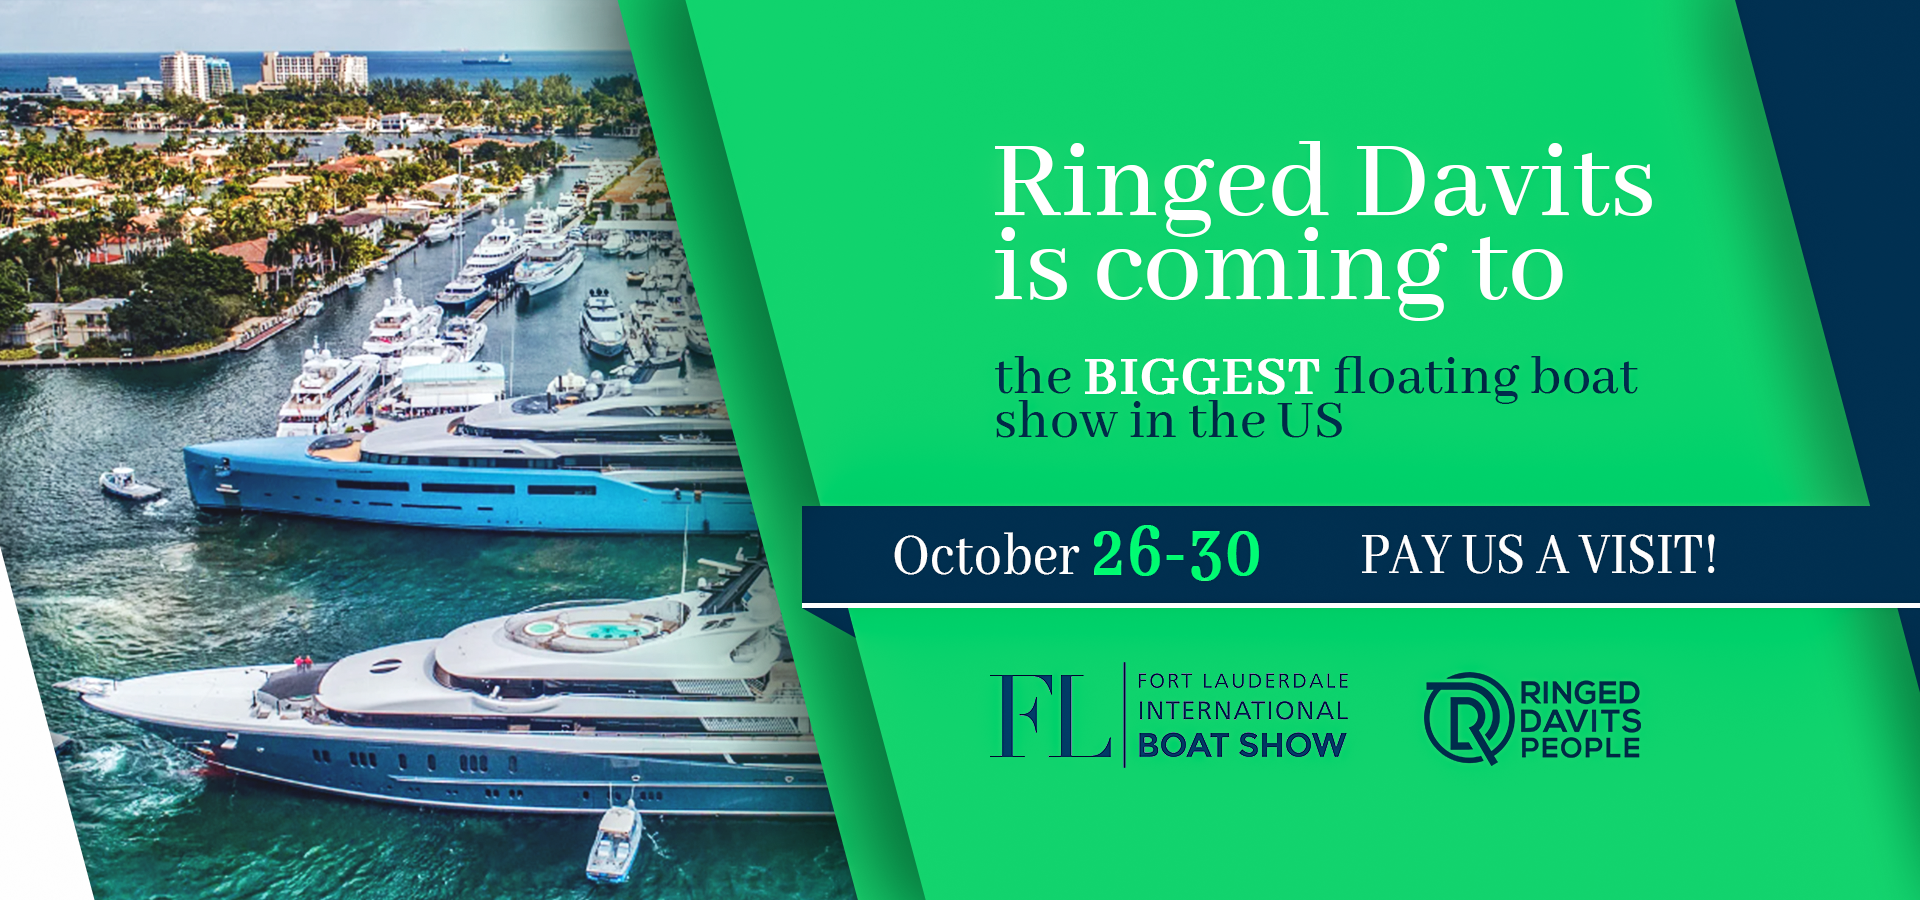 Ringed Davits
is coming to
the BIGGEST floating boat
show in the US
October 26-30 PAY US A VISIT!
FL
FORT LAUDERDALE
INTERNATIONAL
BOAT SHOW
RINGED
DAVITS
PEOPLE